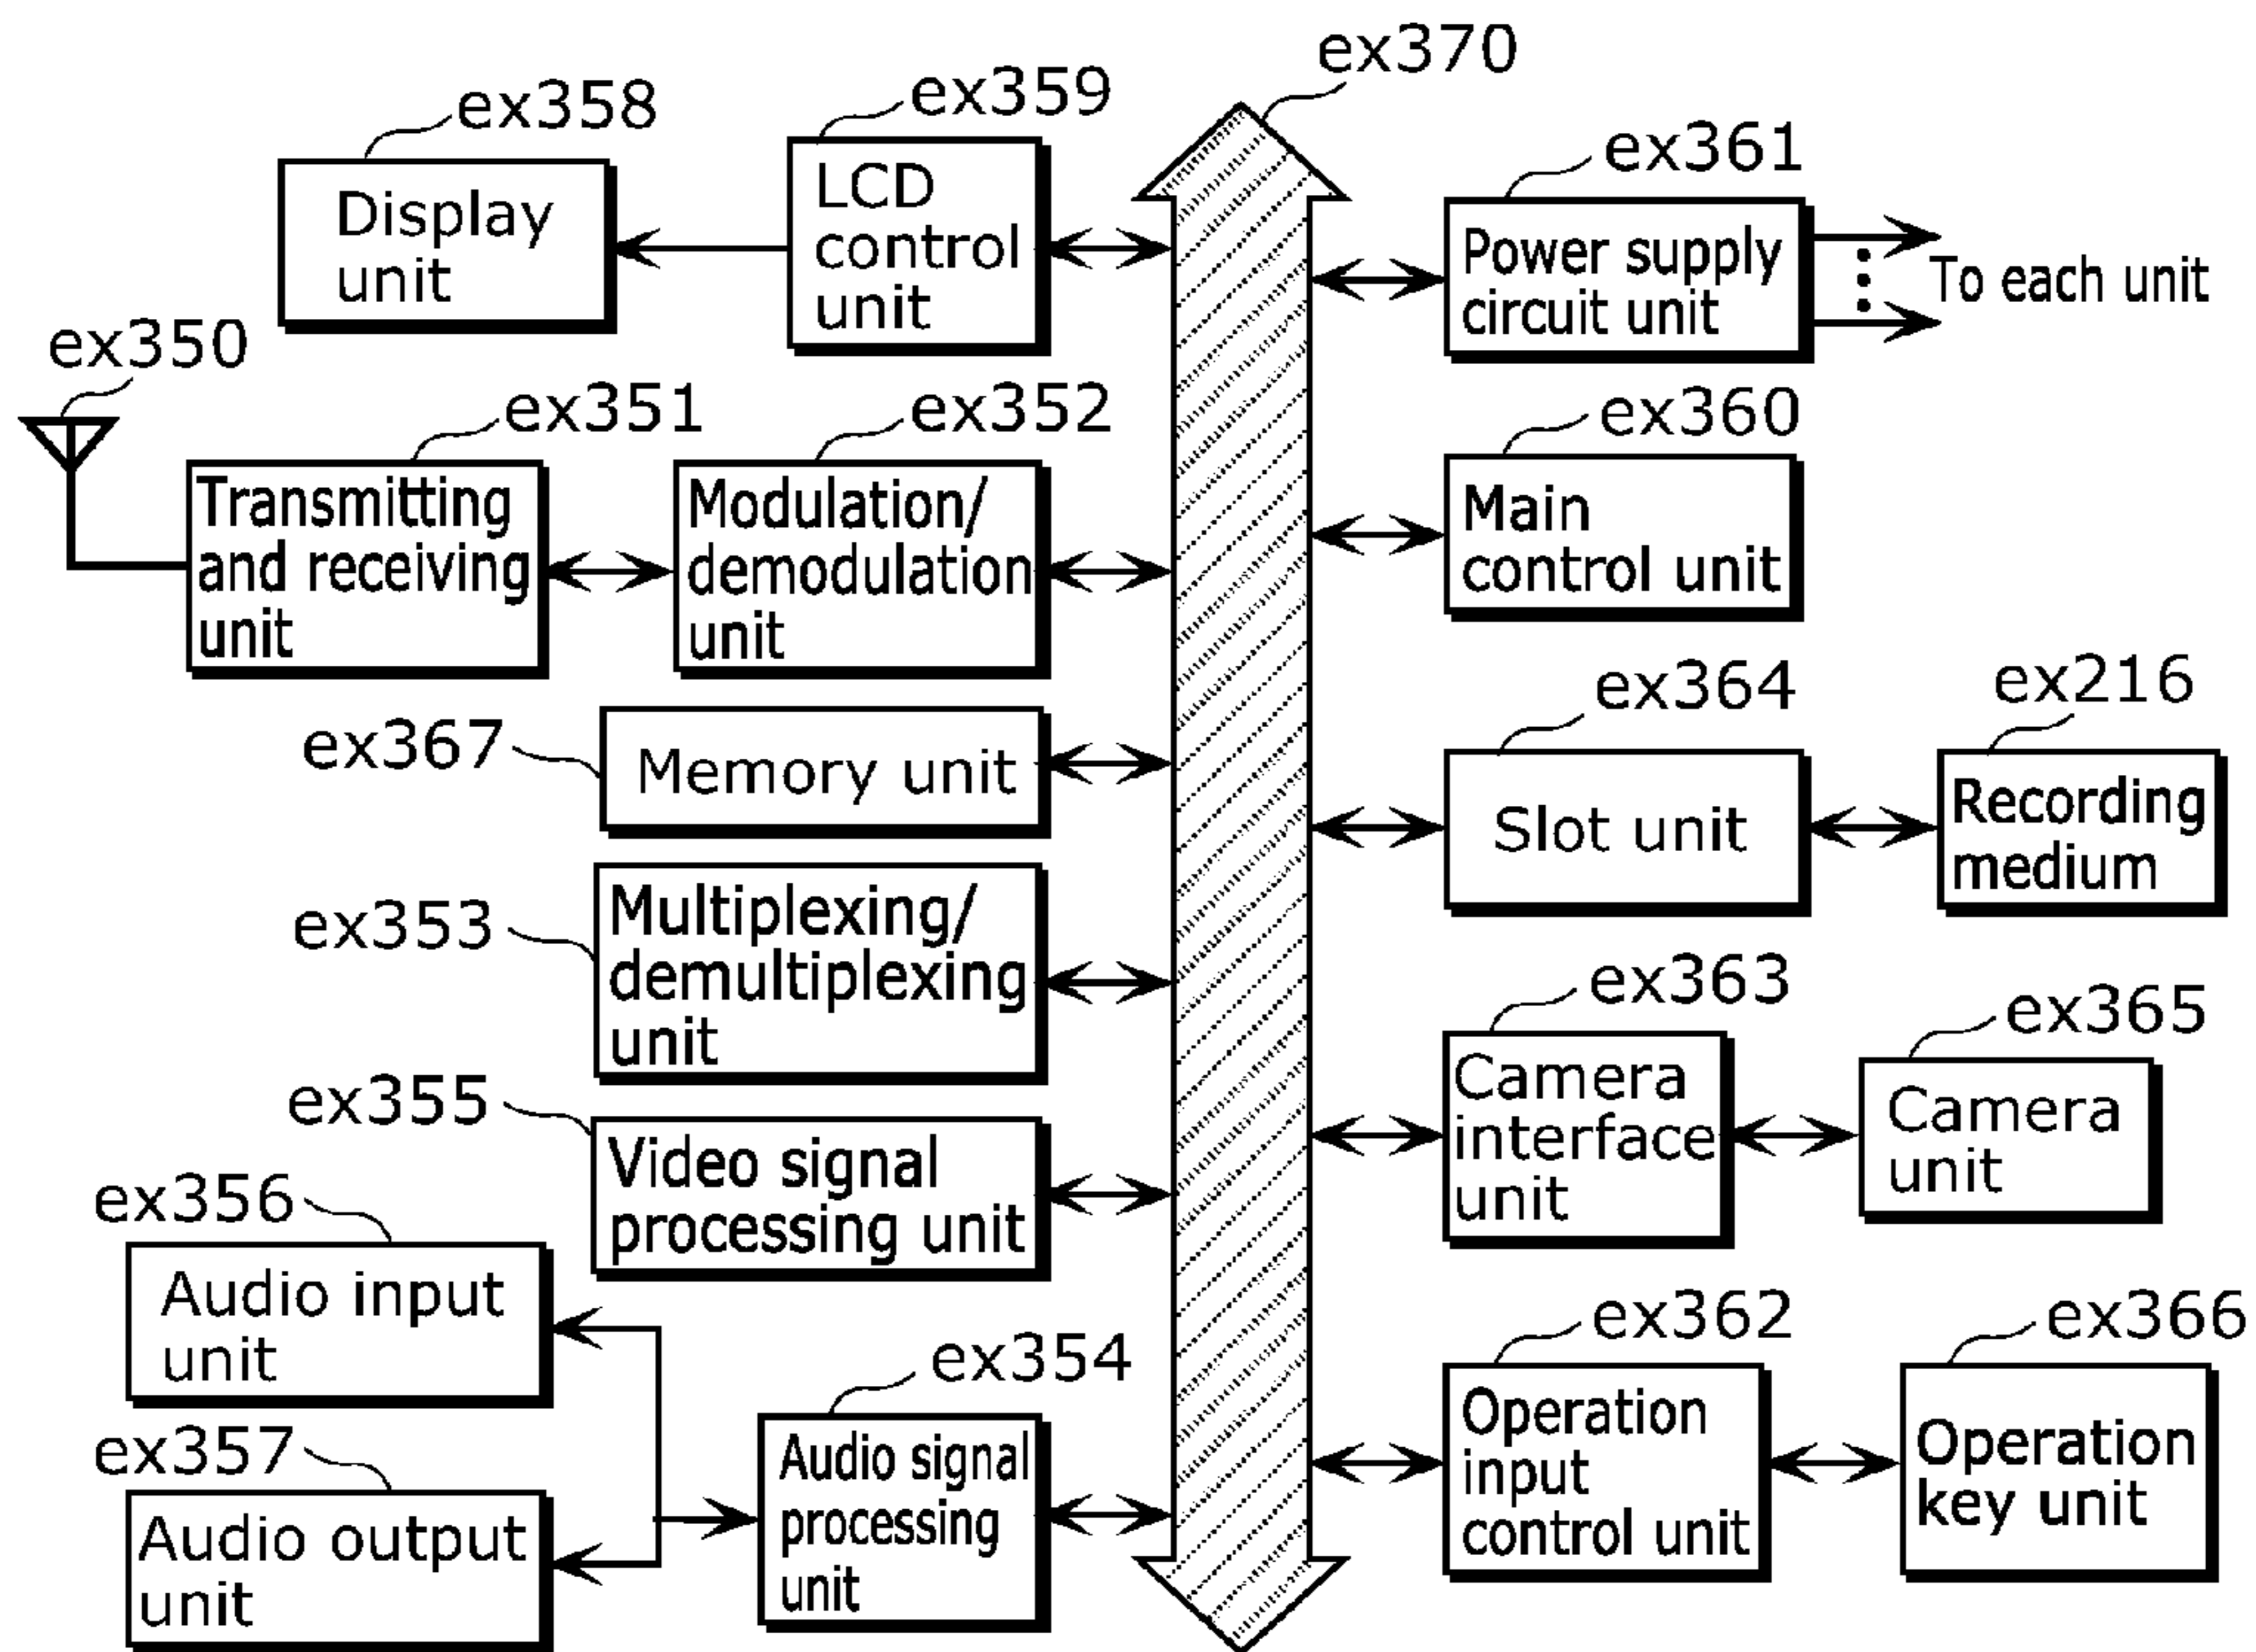 ex370
ex358
ex359
Display
unit
LCD
control
unit
ex361
Power supply
circuit unit
To each unit
ex350
ex351
ex352
Transmitting
and receiving
unit
Modulation/
demodulation
unit
ex360
Main
control unit
ex367
Memory unit
ex364
ex216
Slot unit
Recording
medium
ex353
Multiplexing/
demultiplexing
unit
ex363
ex365
Camera
interface
unit
Camera
unit
ex355
Video signal
processing unit
ex356
Audio input
unit
ex357
Audio output
unit
ex354
Audio signal
processing
unit
ex362
ex366
Operation
input
control unit
Operation
key unit